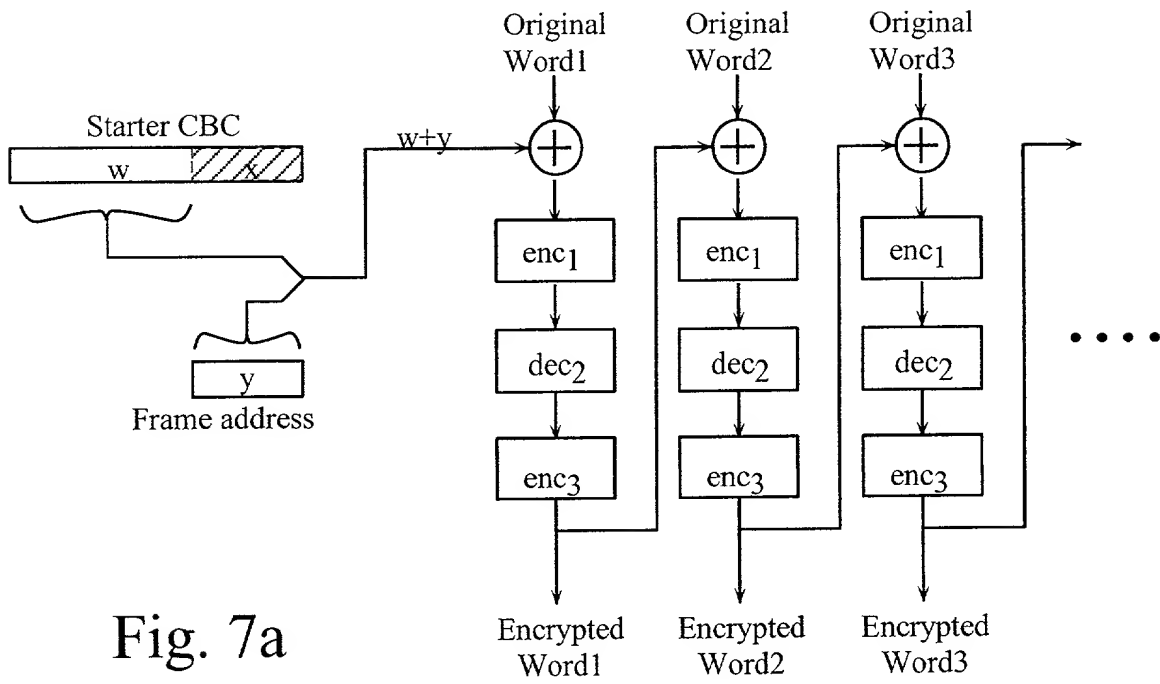 Original
Word1
Original
Word2
Original
Word3
Starter CBC
w
x
w+y
+
+
+
enc1
enc1
enc1
dec2
dec2
dec2
y
Frame address
enc3
enc3
enc3
Encrypted
Word1
Encrypted
Word2
Encrypted
Word3
Fig. 7a